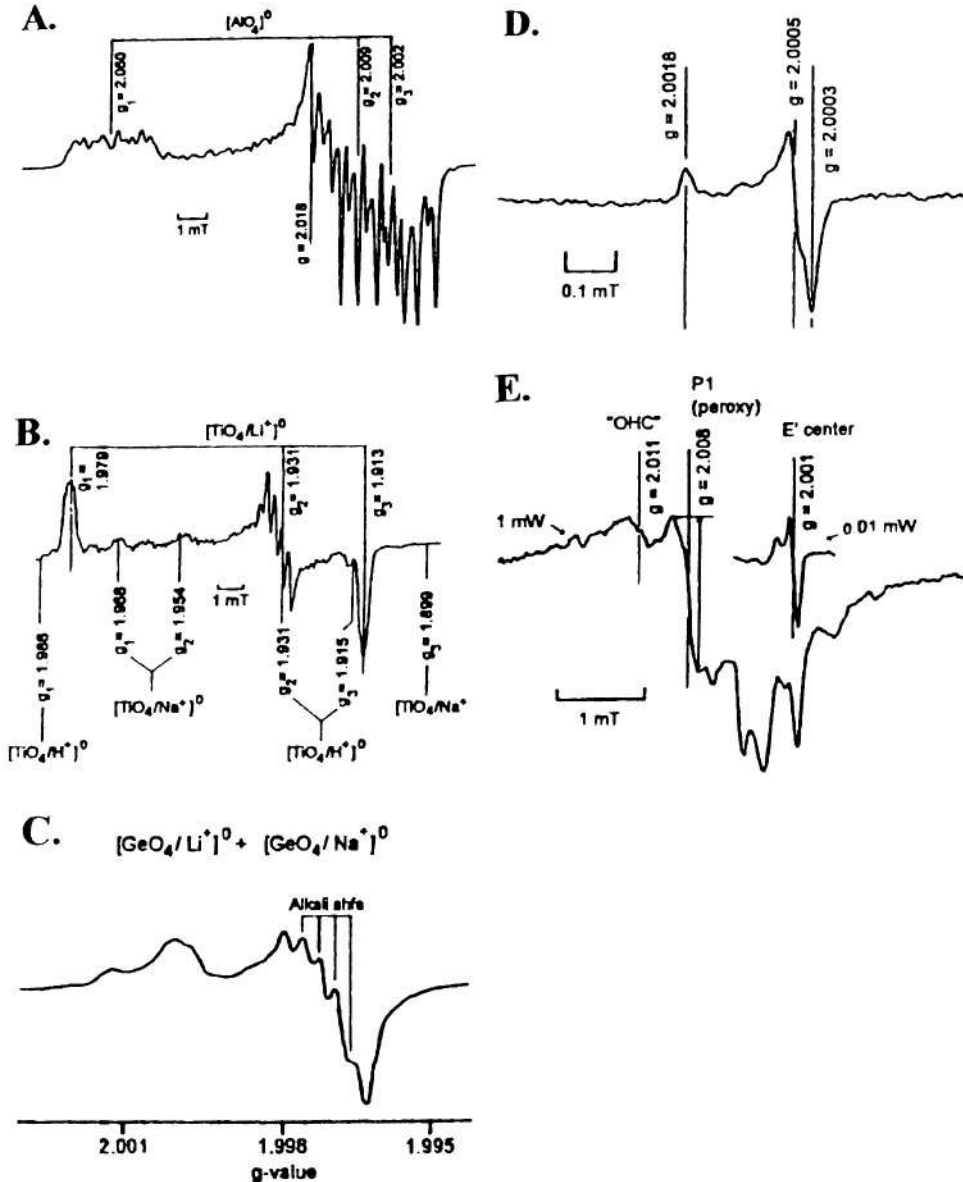 A.
[AlO4]0
g1 = 2.060
g2 = 2.009
g3 = 2.002
1 mT
g = 2.018
B.
[TiO4/Li+]0
g1 = 1.979
g2 = 1.931
g3 = 1.913
1 mT
g1 = 1.988
g1 = 1.968
g2 = 1.954
g2 = 1.931
g3 = 1.915
g3 = 1.899
[TiO4/Na+]0
[TiO4/Na+
[TiO4/H+]0
[TiO4/H+]0
C.
[GeO4/Li+]0 + [GeO4/Na+]0
Alkali shfs
2.001 1.998 1.995
g-value
D.
g = 2.0018
g = 2.0005
g = 2.0003
0.1 mT
E.
P1
(peroxy)
"OHC"
E' center
g = 2.011
g = 2.008
g = 2.001
1 mW
0.01 mW
1 mT